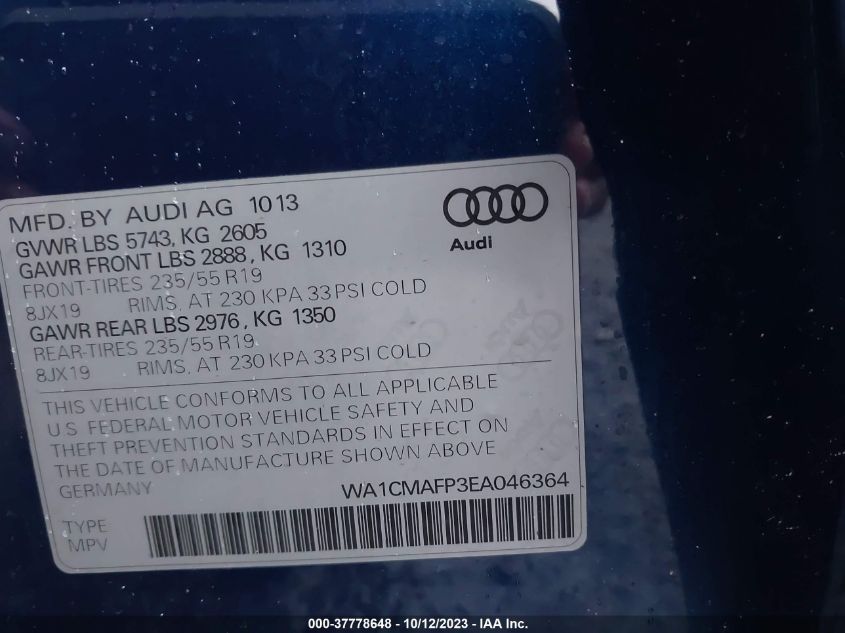 MFD. BY AUDI AG 1013
GVWR LBS 5743, KG 2605
GAWR FRONT LBS 2888, KG 1310
FRONT-TIRES 235/55 R19
8JX19 RIMS, AT 230 KPA 33 PSI COLD
GAWR REAR LBS 2976, KG 1350
REAR-TIRES 235/55 R19
8JX19 RIMS, AT 230 KPA 33 PSI COLD
Audi
THIS VEHICLE CONFORMS TO ALL APPLICABLE
U.S. FEDERAL MOTOR VEHICLE SAFETY AND
THEFT PREVENTION STANDARDS IN EFFECT ON
THE DATE OF MANUFACTURE SHOWN ABOVE
GERMANY WA1CMAFP3EA046364
TYPE
MPV
000-37778648 - 10/12/2023 - IAA Inc.